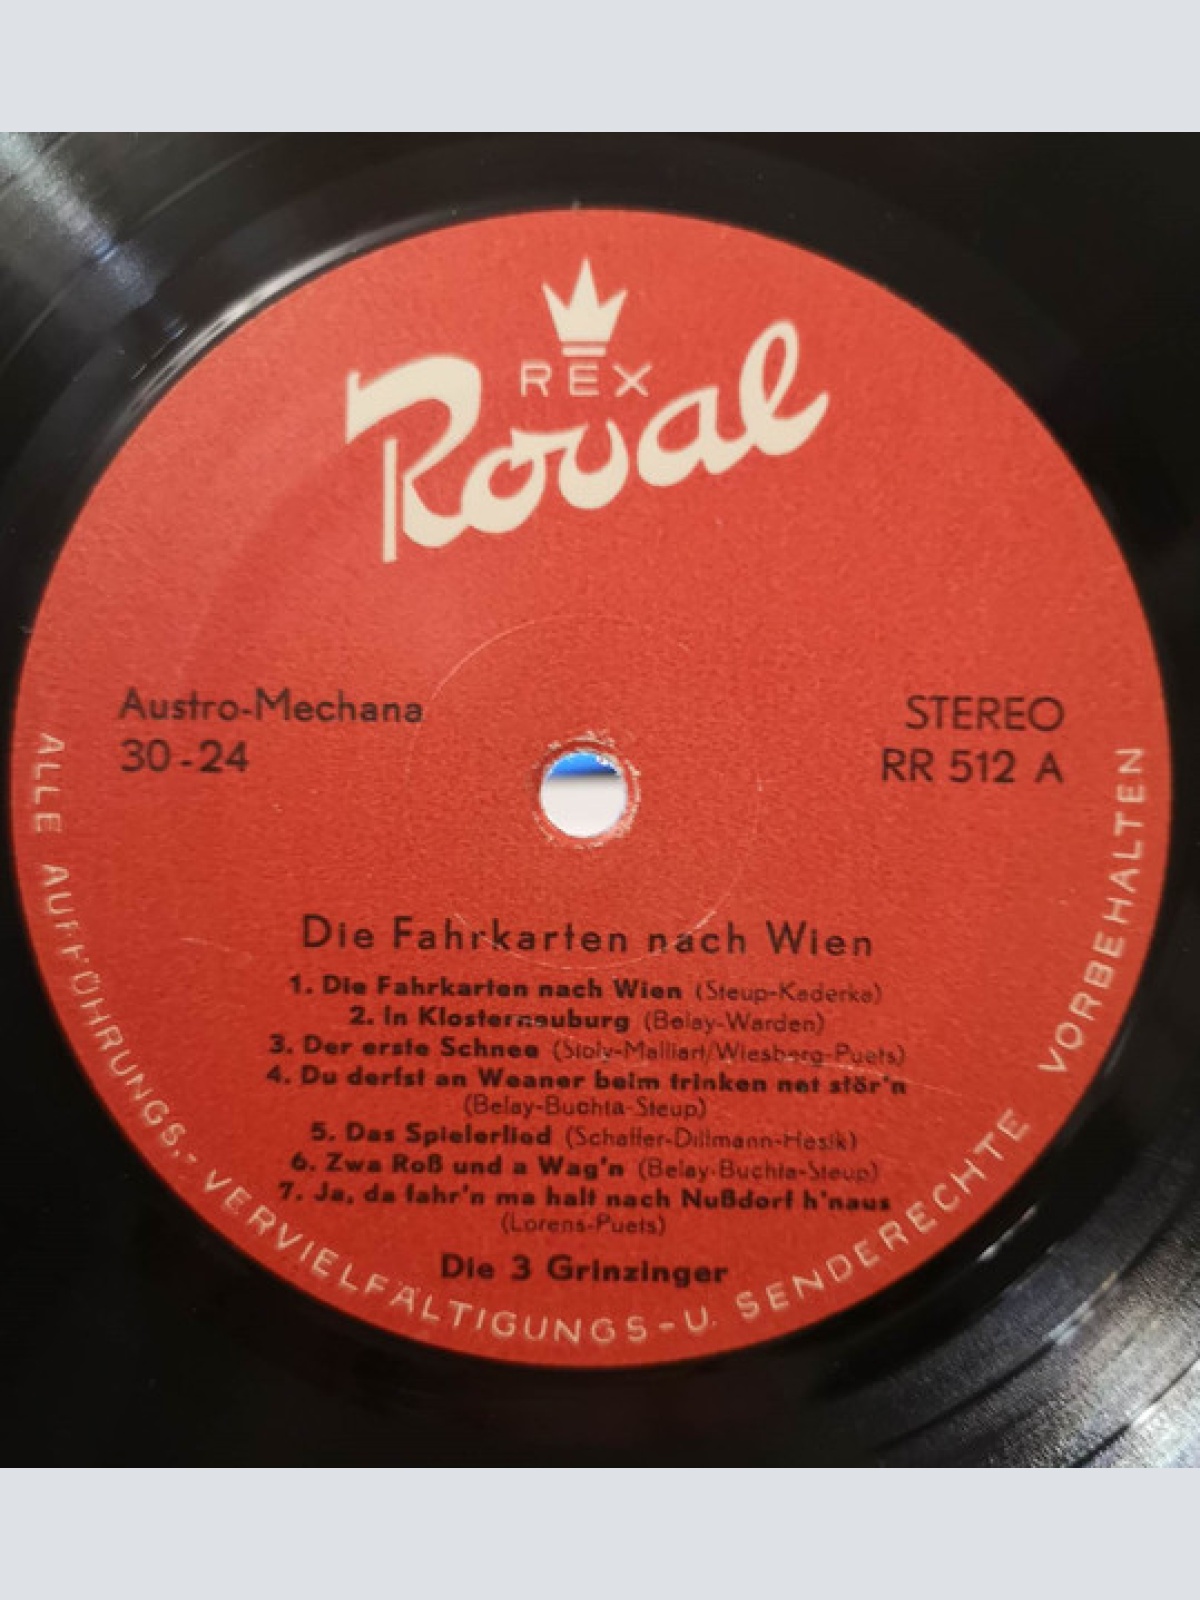 REX
Royal
Austro-Mechana
30-24
STEREO
RR 512 A
Die Fahrkarten nach Wien
1. Die Fahrkarten nach Wien (Steup-Kaderka)
2. In Klosterneuburg (Belay-Warden)
3. Der erste Schnee (Stoly-Malliart/Wiesberg-Puets)
4. Du derfst an Weaner beim trinken net stör'n
(Belay-Buchta-Steup)
5. Das Spielerlied (Schaffer-Dillmann-Hasik)
6. Zwa Roß und a Wag'n (Belay-Buchta-Steup)
7. Ja, da fahr'n ma halt nach Nußdorf h'naus
(Lorens-Puets)
Die 3 Grinzinger
ALLE AUFFÜHRUNGS,- VERVIELFÄLTIGUNGS-U. SENDERECHTE VORBEHALTEN